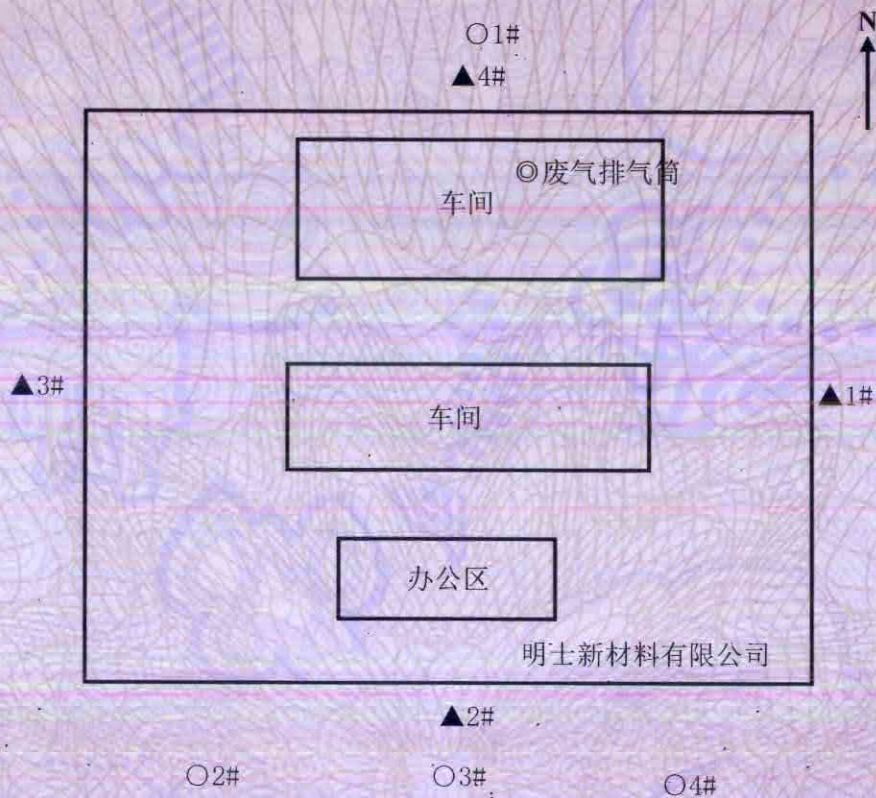 ○1#
N
▲4#
◎废气排气筒
车间
▲3#
▲1#
车间
办公区
明士新材料有限公司
▲2#
○2#
○3#
○4#